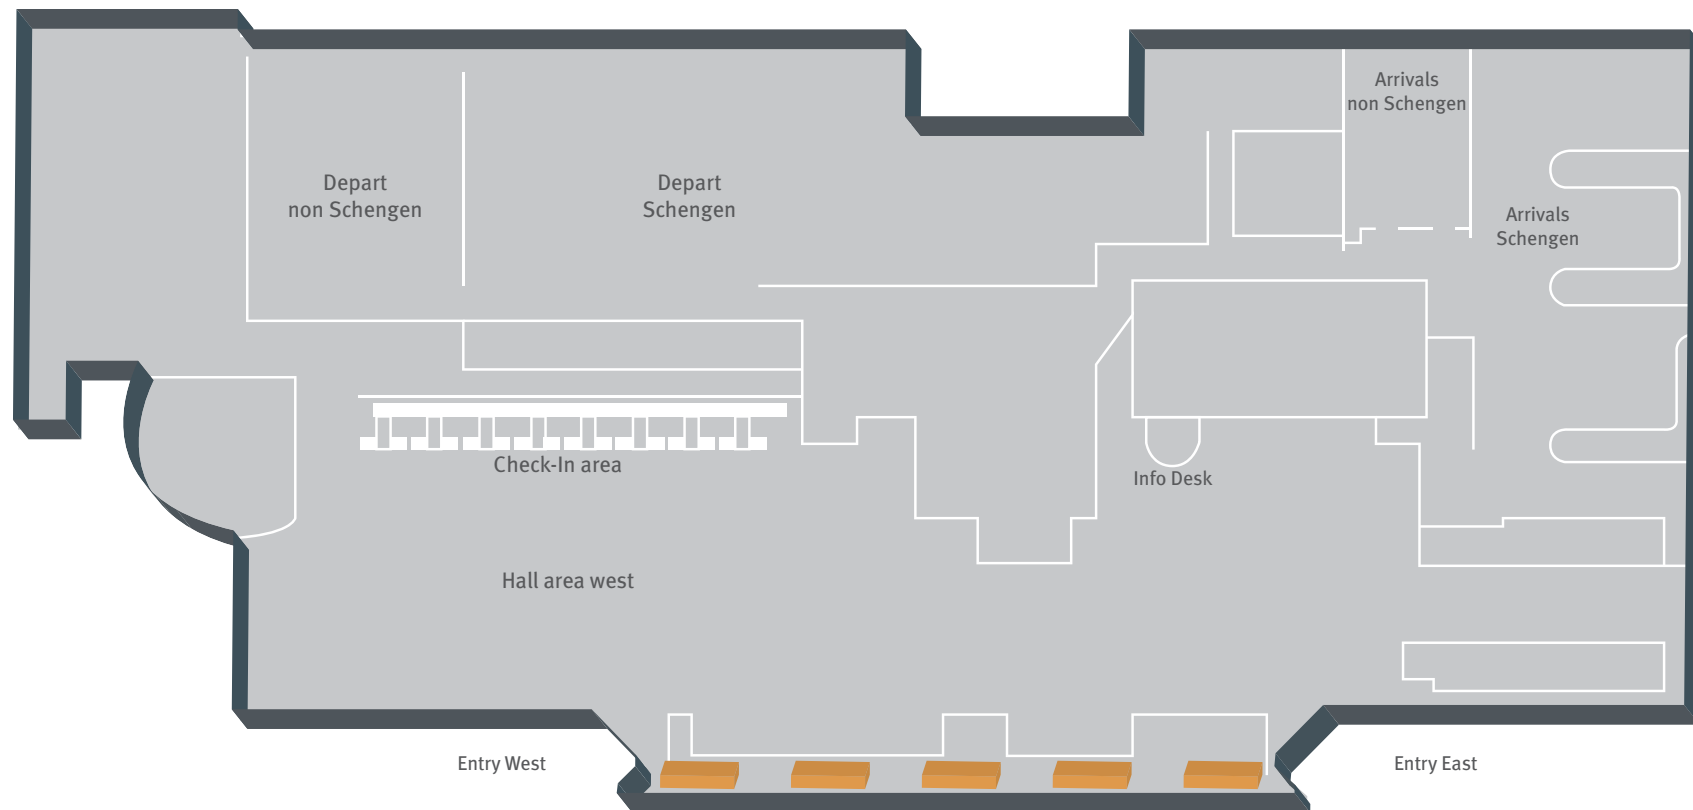 Arrivals
non Schengen
Depart
non Schengen
Depart
Schengen
Arrivals
Schengen
Check-In area
Info Desk
Hall area west
Entry West
Entry East